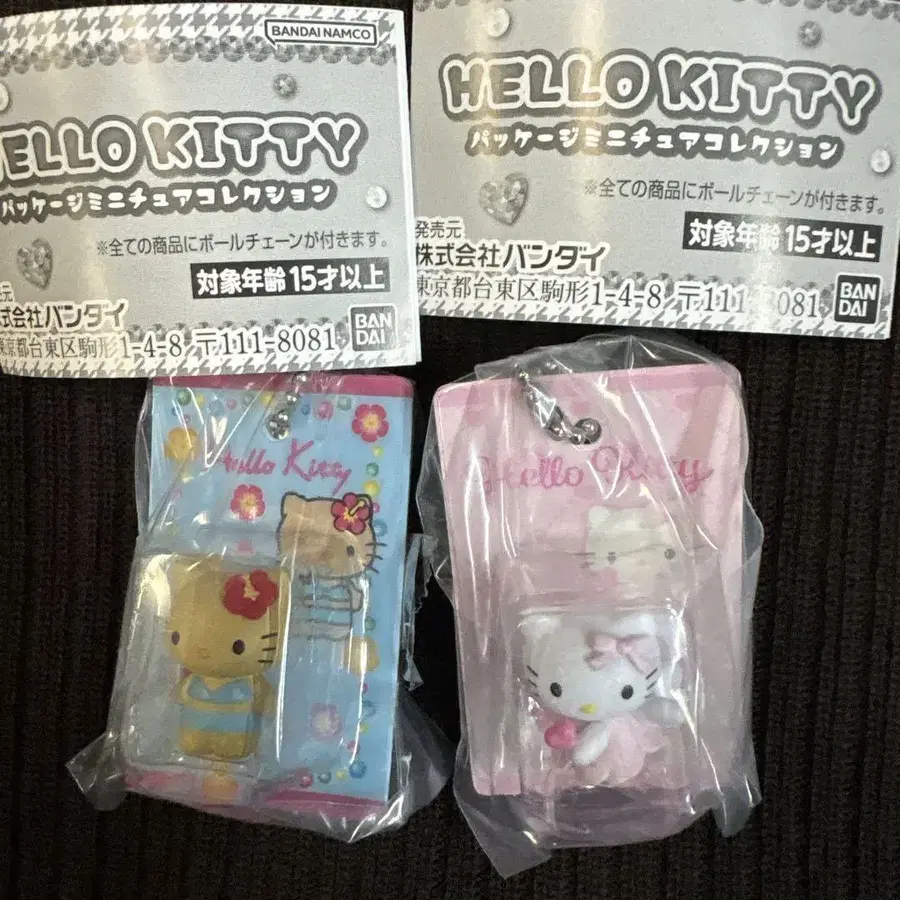 BANDAI NAMCO
ELLO KITTY
パッケージミニチュアコレクション
※全ての商品にボールチェーンが付きます。
対象年齢 15才以上
元
式会社バンダイ
東京都台東区駒形1-4-8 〒111-8081
BAN
DAI
HELLO KITTY
パッケージミニチュアコレクション
※全ての商品にボールチェーンが付きます。
対象年齢 15才以上
発売元
株式会社バンダイ
東京都台東区駒形1-4-8 〒111-8081
BAN
DAI
Hello Kitty
Hello Kitty